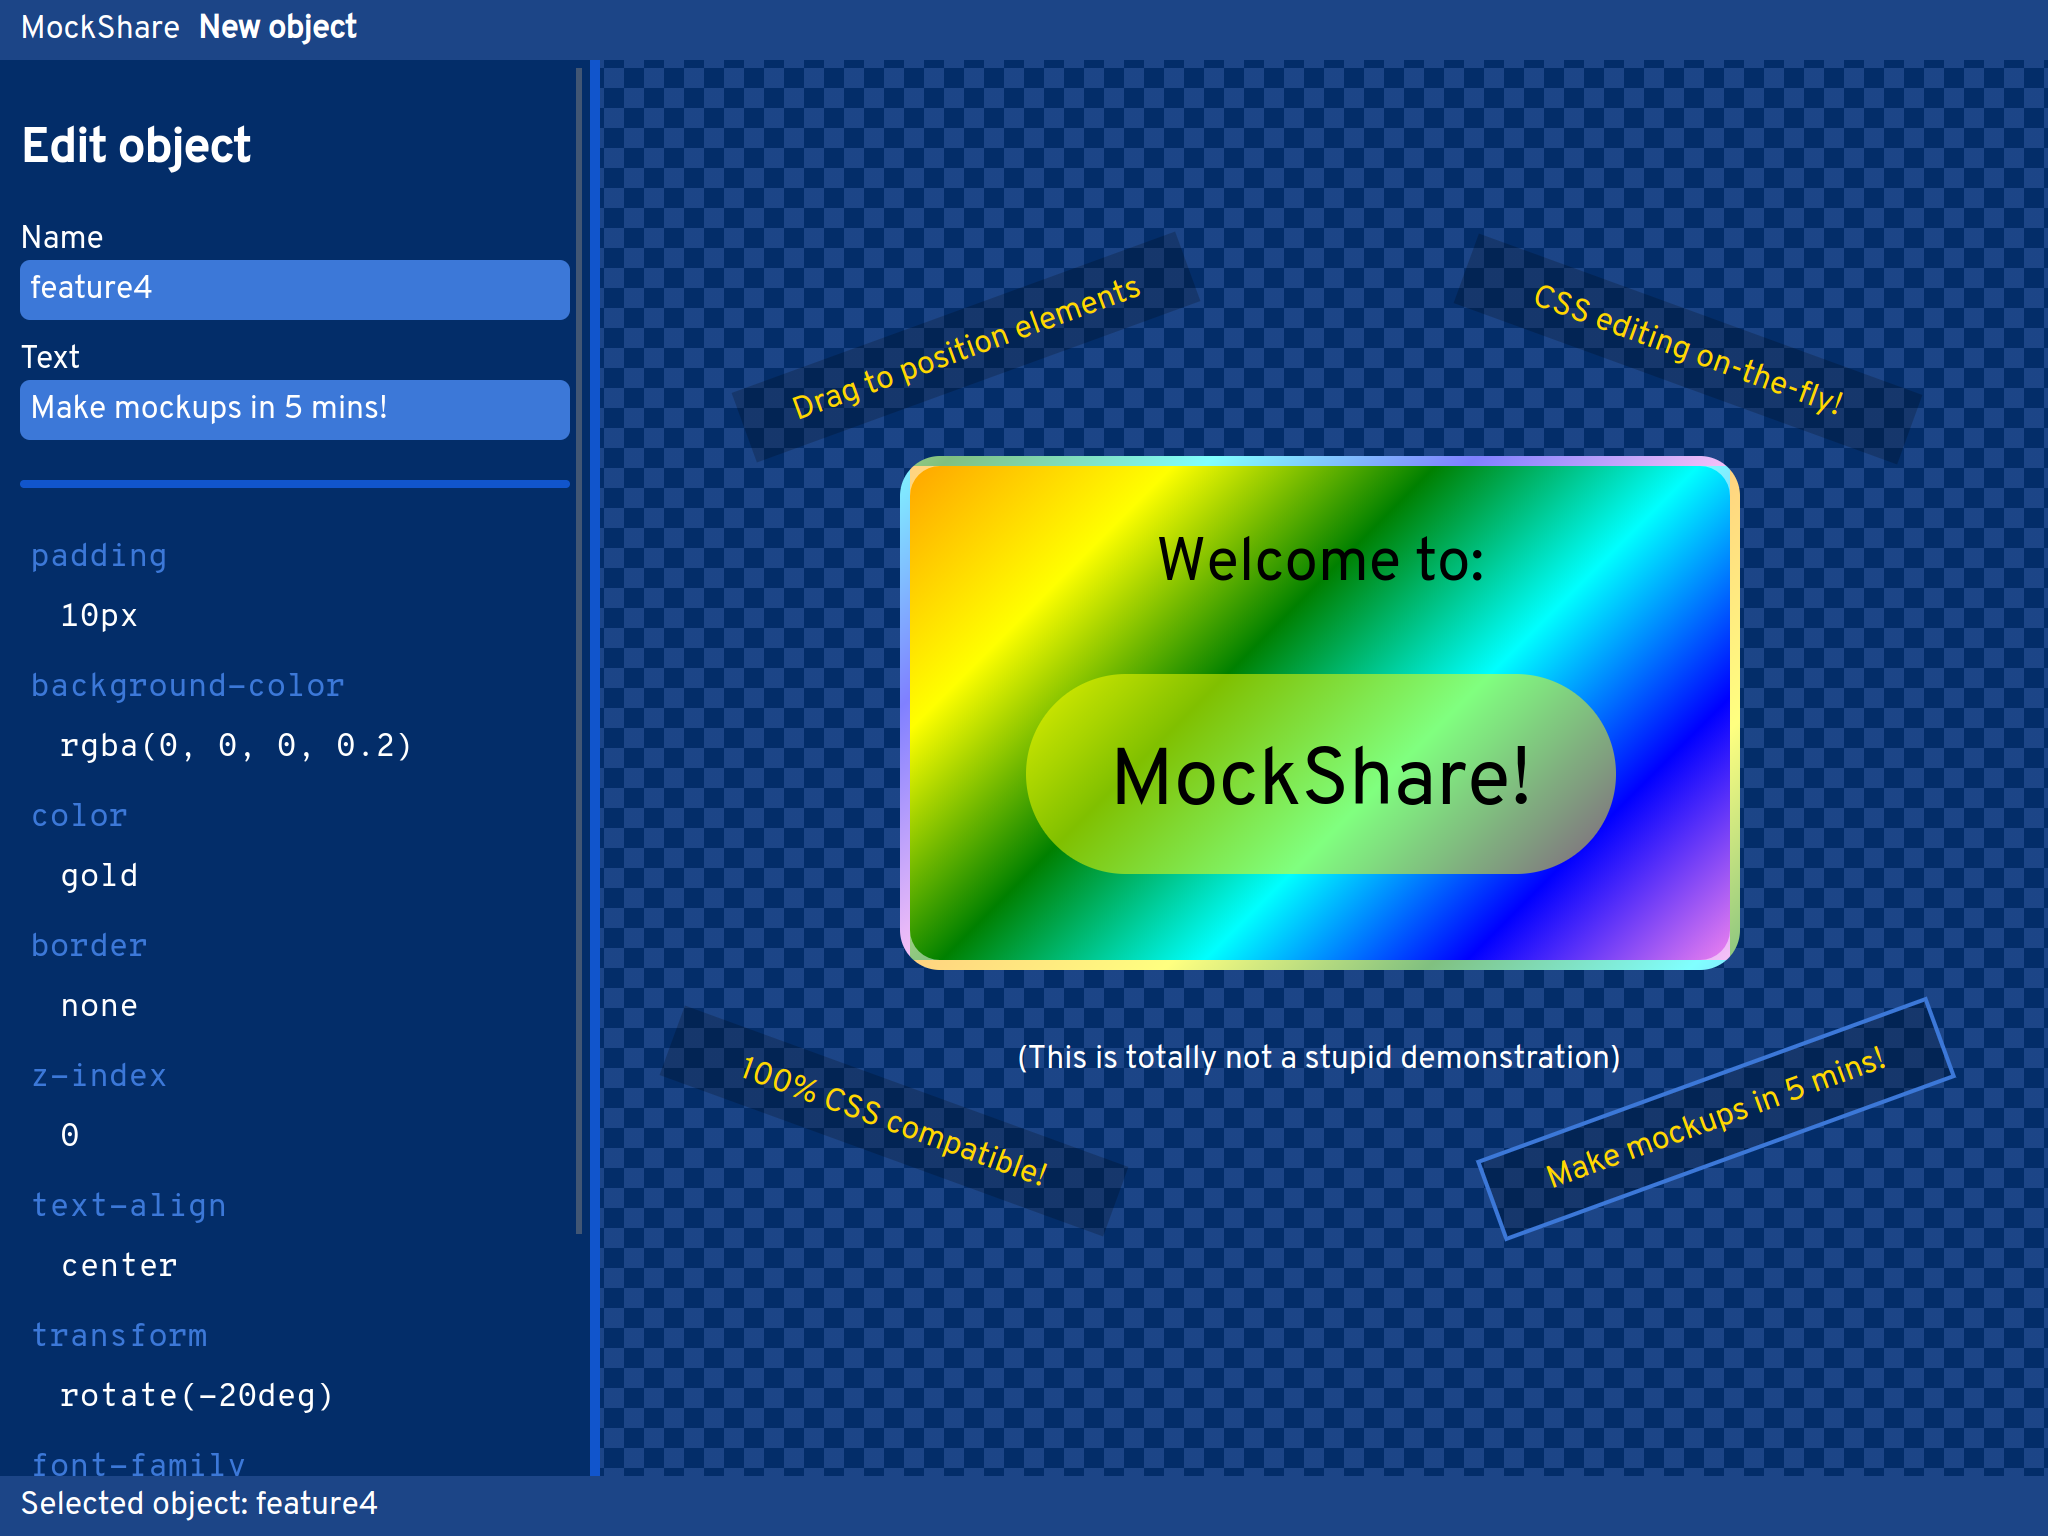 MockShare New object
Edit object
Name
feature4
Text
Make mockups in 5 mins!
padding
10px
background-color
rgba(0, 0, 0, 0.2)
color
gold
border
none
z-index
0
text-align
center
transform
rotate(-20deg)
font-family
Drag to position elements
CSS editing on-the-fly!
Welcome to:
MockShare!
(This is totally not a stupid demonstration)
100% CSS compatible!
Make mockups in 5 mins!
Selected object: feature4